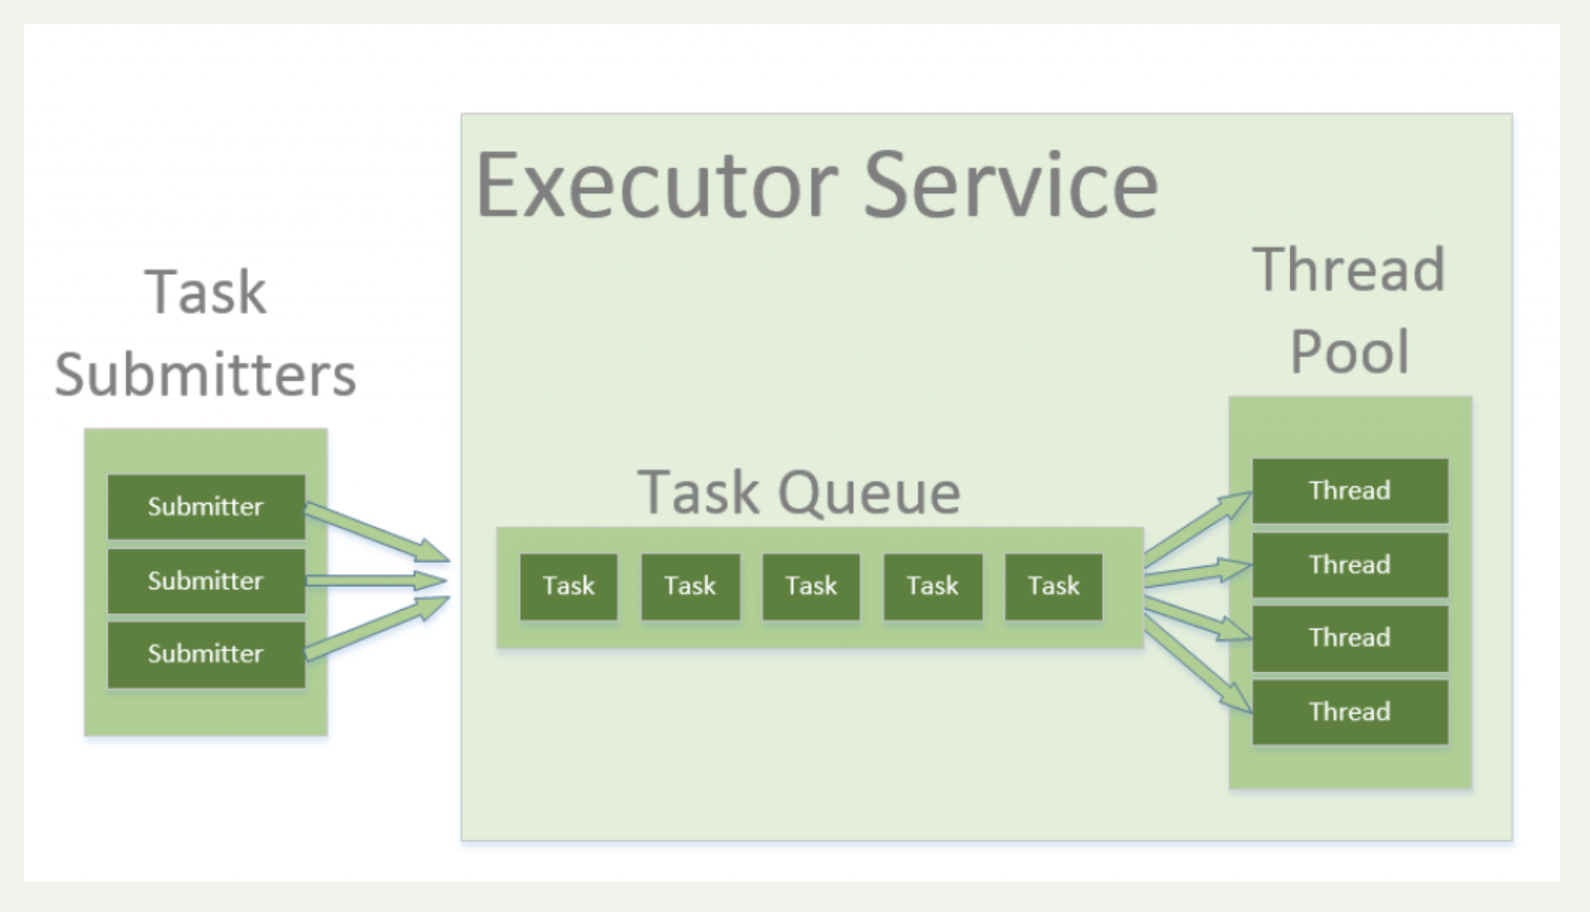 Executor Service
Task
Submitters
Submitter
Submitter
Submitter
Task Queue
Task Task Task Task Task
Thread
Pool
Thread
Thread
Thread
Thread